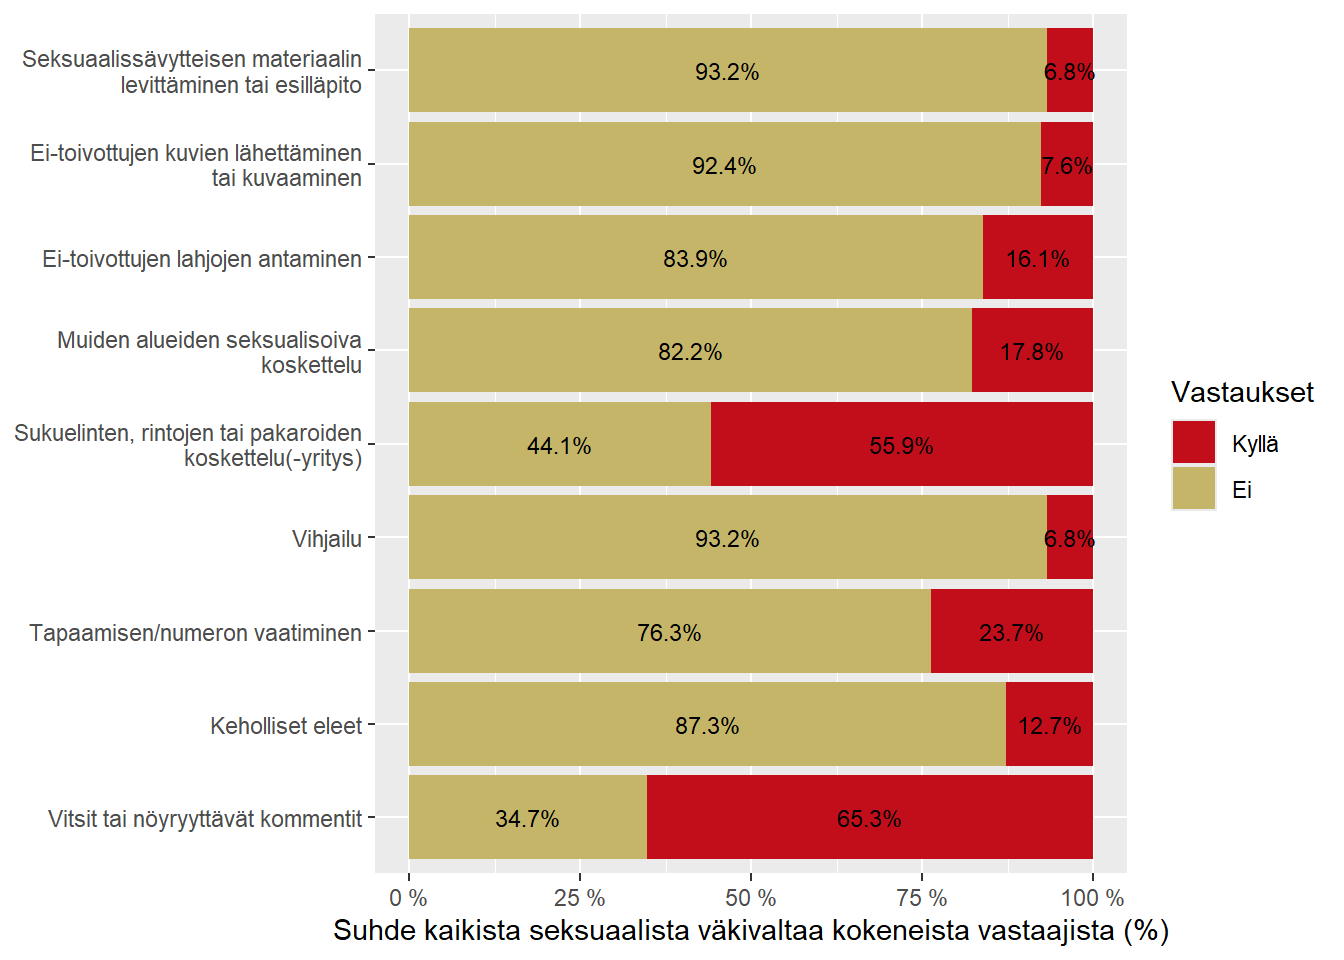 Seksuaalissävytteisen materiaalin
levittäminen tai esilläpito
93.2%
6.8%
Ei-toivottujen kuvien lähettäminen
tai kuvaaminen
92.4%
7.6%
Ei-toivottujen lahjojen antaminen
83.9%
16.1%
Muiden alueiden seksualisoiva
koskettelu
82.2%
17.8%
Sukuelinten, rintojen tai pakaroiden
koskettelu(-yritys)
44.1%
55.9%
Vihjailu
93.2%
6.8%
Tapaamisen/numeron vaatiminen
76.3%
23.7%
Keholliset eleet
87.3%
12.7%
Vitsit tai nöyryyttävät kommentit
34.7%
65.3%
0 %
25 %
50 %
75 %
100 %
Suhde kaikista seksuaalista väkivaltaa kokeneista vastaajista (%)
Vastaukset
Kyllä
Ei